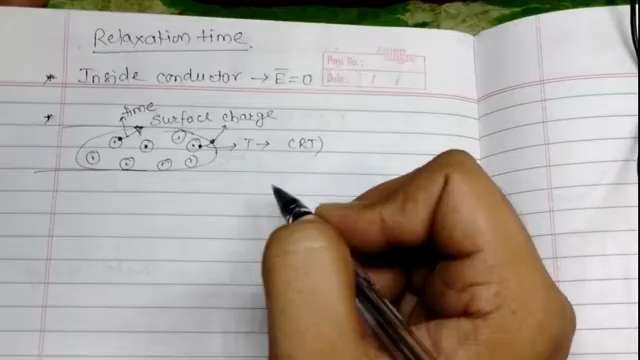 Relaxation time.
Page No.:
Date: / /
* Inside conductor → E̅=0
time
* surface charge
T → (RT)